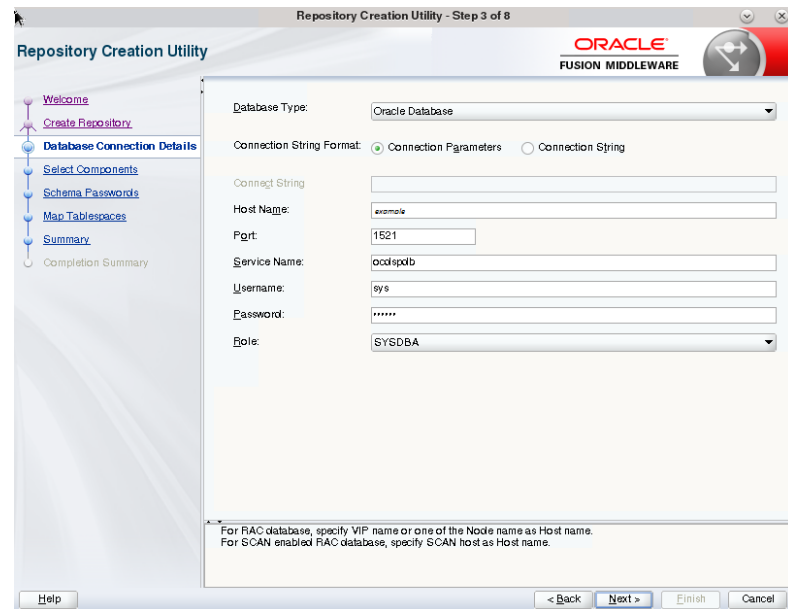 Repository Creation Utility - Step 3 of 8
Repository Creation Utility
ORACLE
FUSION MIDDLEWARE
Welcome
Create Repository
Database Connection Details
Select Components
Schema Passwords
Map Tablespaces
Summary
Completion Summary
Database Type: Oracle Database
Connection String Format: Connection Parameters Connection String
Connect String
Host Name: example
Port: 1521
Service Name: ocdspdb
Username: sys
Password: ••••••
Role: SYSDBA
For RAC database, specify VIP name or one of the Node name as Host name.
For SCAN enabled RAC database, specify SCAN host as Host name.
Help < Back Next > Finish Cancel